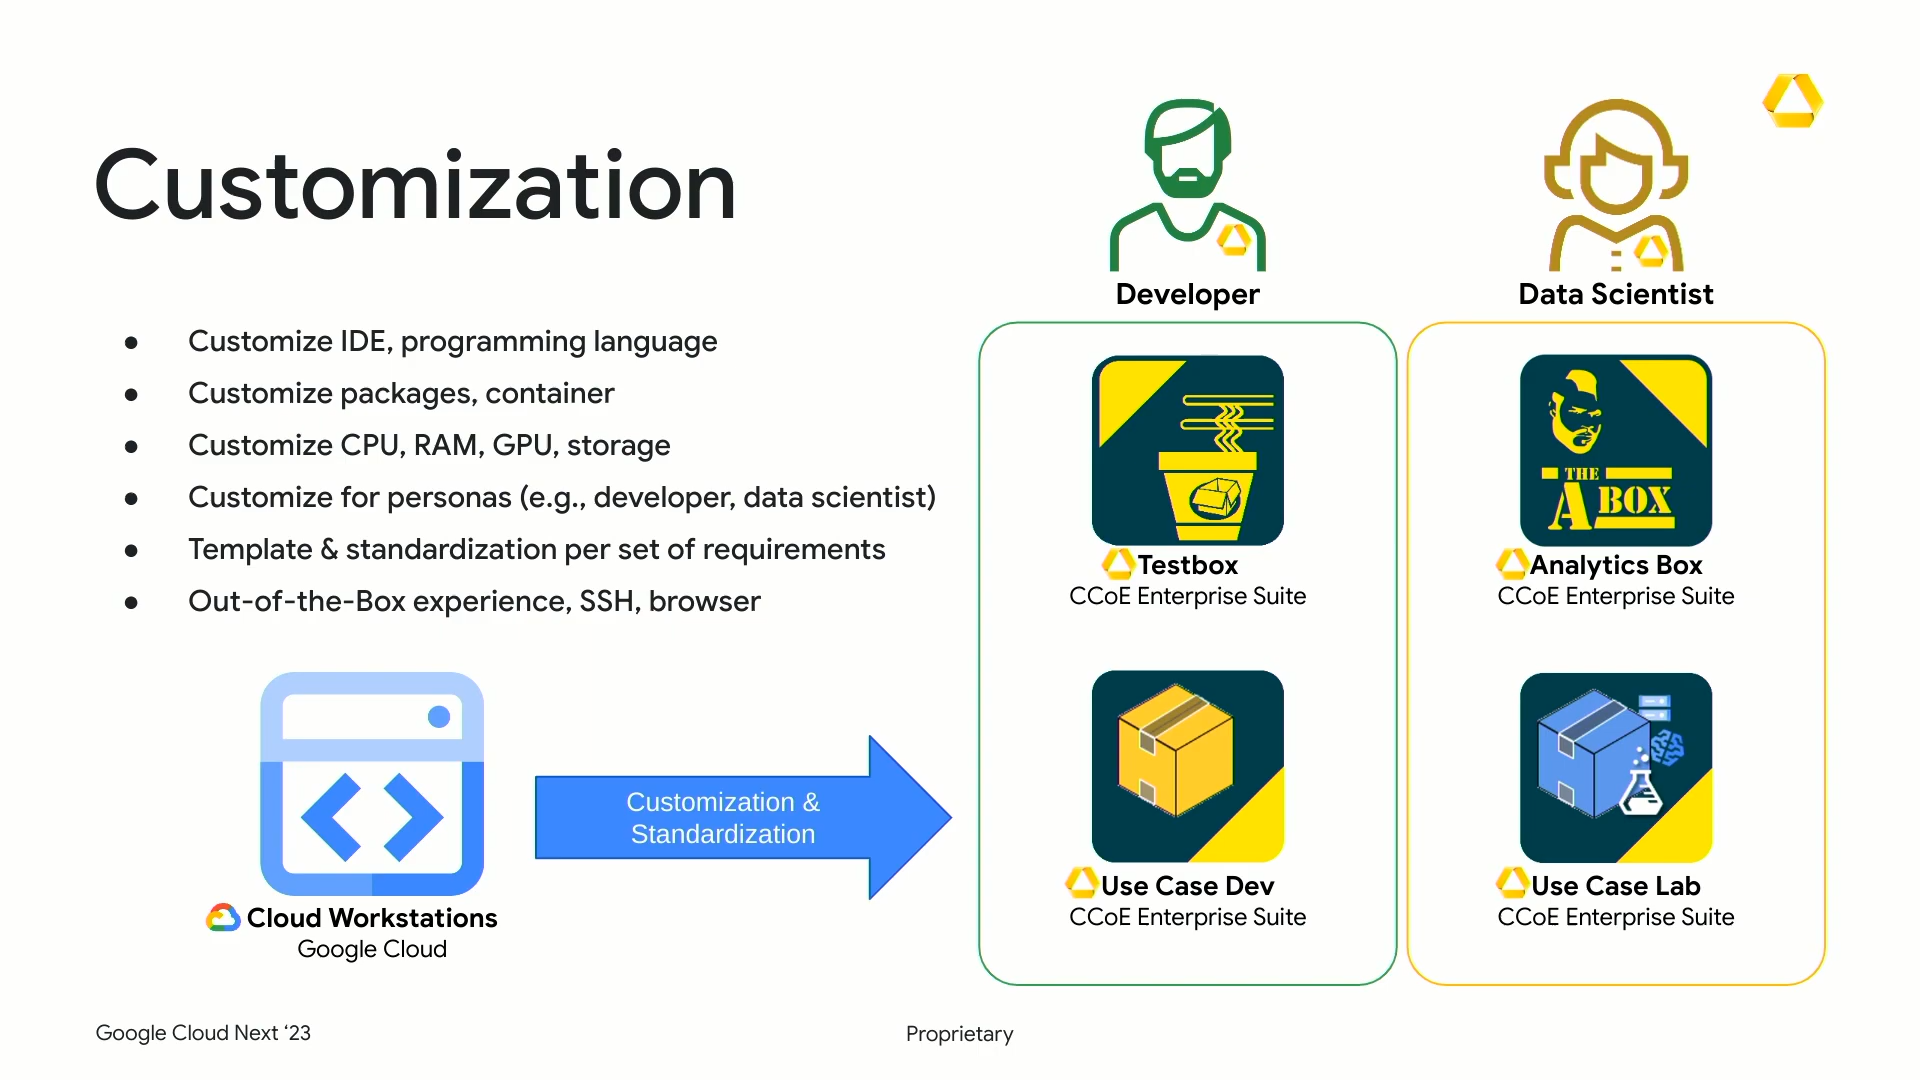 Customization
● Customize IDE, programming language
● Customize packages, container
● Customize CPU, RAM, GPU, storage
● Customize for personas (e.g., developer, data scientist)
● Template & standardization per set of requirements
● Out-of-the-Box experience, SSH, browser
Cloud Workstations
Google Cloud
Customization &
Standardization
Developer
Testbox
CCoE Enterprise Suite
Use Case Dev
CCoE Enterprise Suite
Data Scientist
THE
A BOX
Analytics Box
CCoE Enterprise Suite
Use Case Lab
CCoE Enterprise Suite
Google Cloud Next ‘23
Proprietary